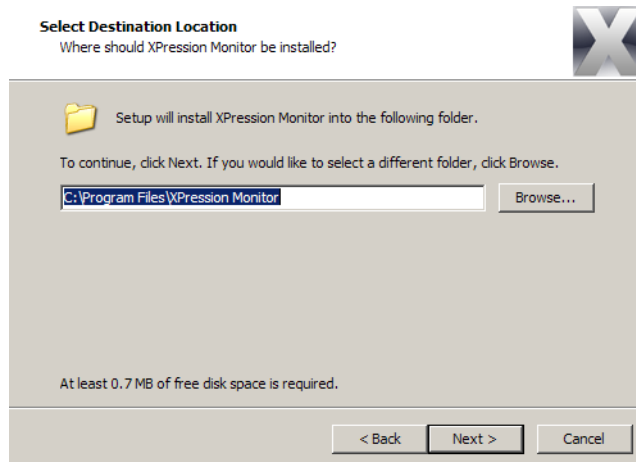 Select Destination Location
Where should XPression Monitor be installed?
X
Setup will install XPression Monitor into the following folder.
To continue, click Next. If you would like to select a different folder, click Browse.
C:\Program Files\XPression Monitor
Browse...
At least 0.7 MB of free disk space is required.
< Back Next > Cancel